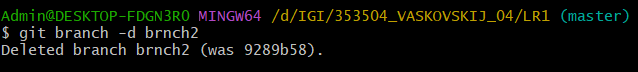 Admin@DESKTOP-FDGN3R0 MINGW64 /d/IGI/353504_VASKOVSKIJ_04/LR1 (master)
$ git branch -d brnch2
Deleted branch brnch2 (was 9289b58).